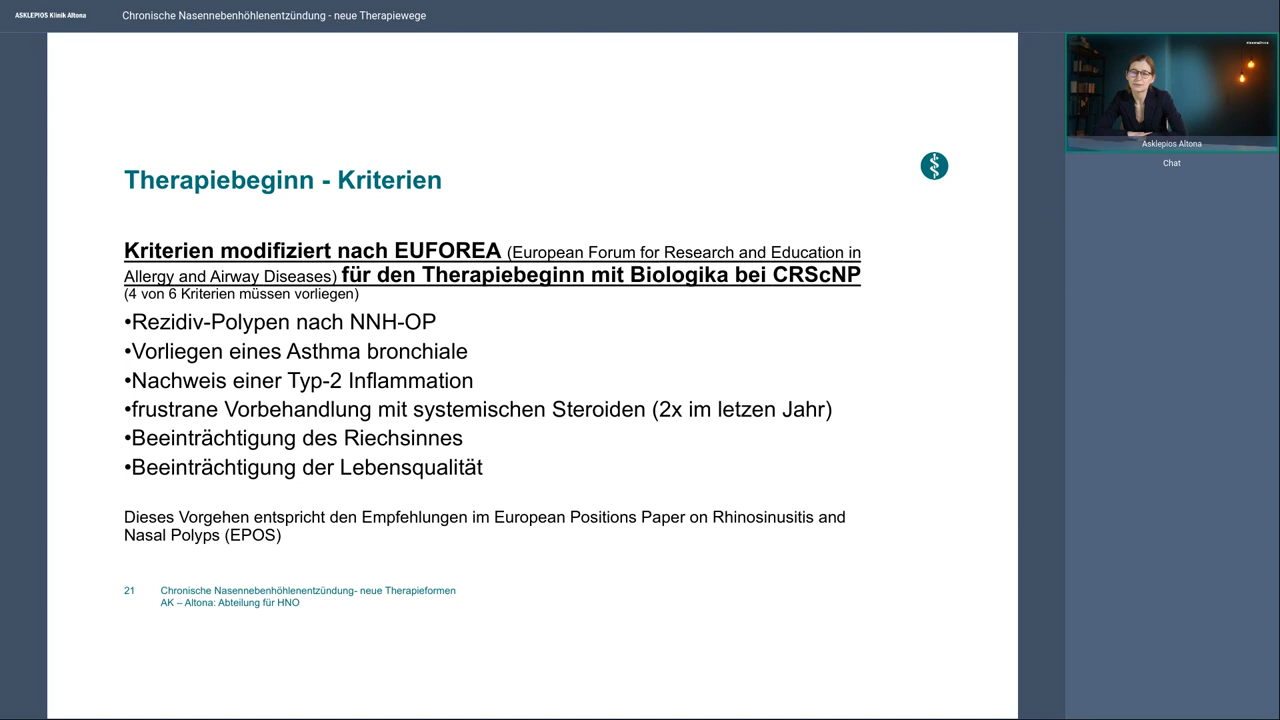 ASKLEPIOS Klinik Altona
Chronische Nasennebenhöhlenentzündung - neue Therapiewege
Therapiebeginn - Kriterien
Kriterien modifiziert nach EUFOREA (European Forum for Research and Education in
Allergy and Airway Diseases) für den Therapiebeginn mit Biologika bei CRScNP
(4 von 6 Kriterien müssen vorliegen)
•Rezidiv-Polypen nach NNH-OP
•Vorliegen eines Asthma bronchiale
•Nachweis einer Typ-2 Inflammation
•frustrane Vorbehandlung mit systemischen Steroiden (2x im letzen Jahr)
•Beeinträchtigung des Riechsinnes
•Beeinträchtigung der Lebensqualität
Dieses Vorgehen entspricht den Empfehlungen im European Positions Paper on Rhinosinusitis and
Nasal Polyps (EPOS)
21 Chronische Nasennebenhöhlenentzündung- neue Therapieformen
AK – Altona: Abteilung für HNO
Asklepios Altona
Chat